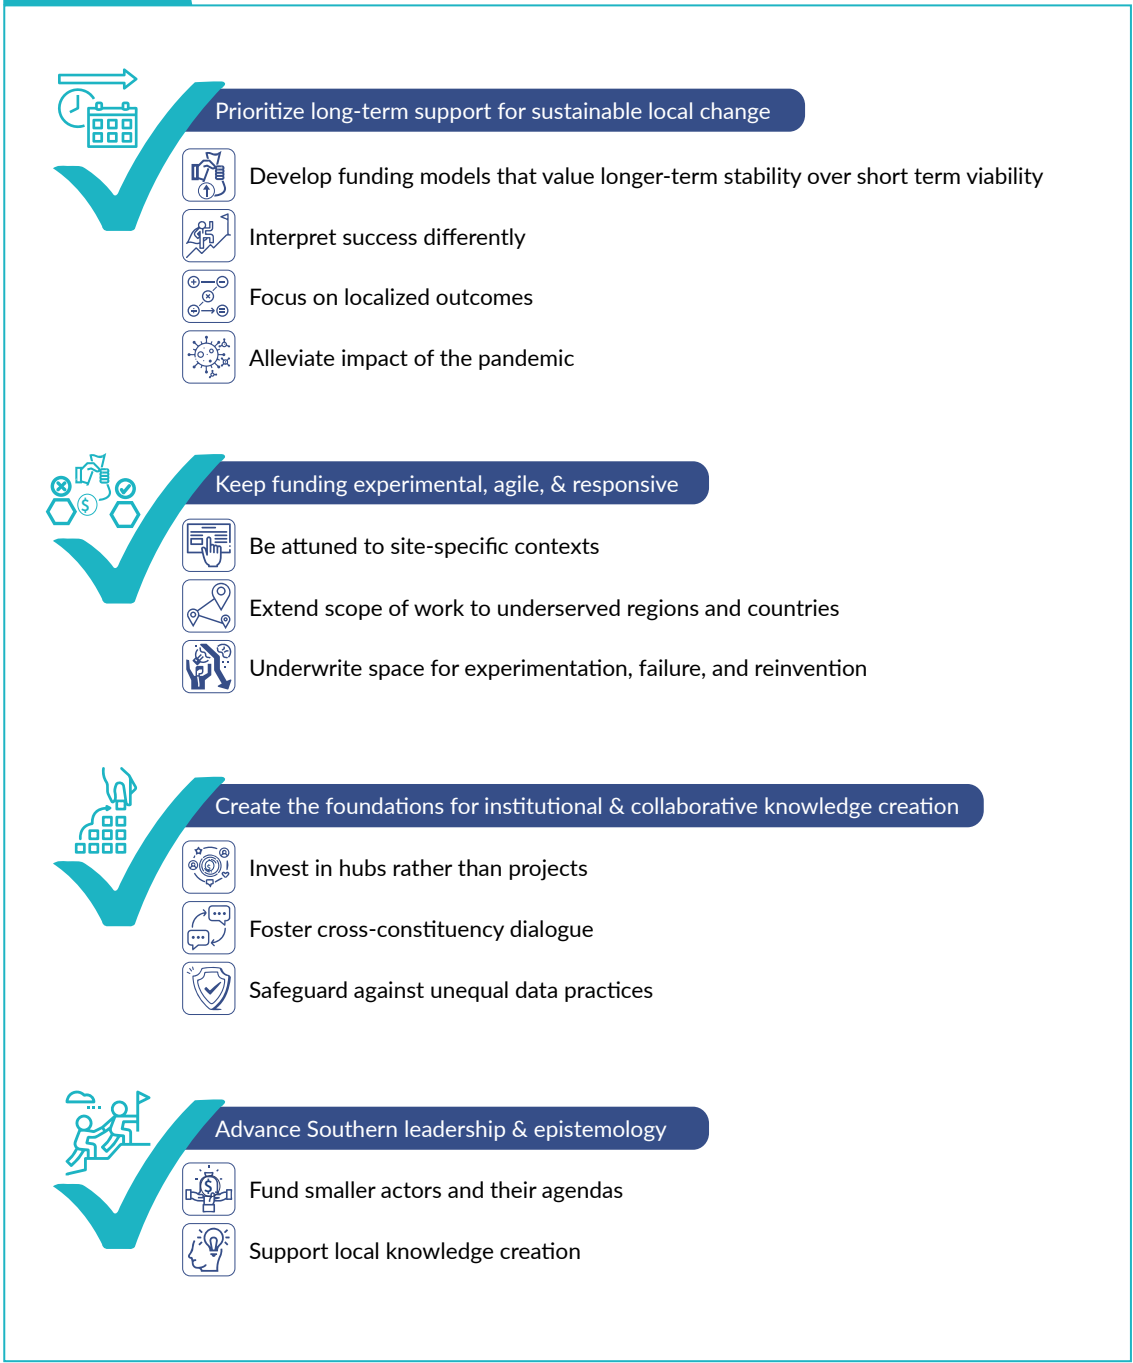 Prioritize long-term support for sustainable local change
Develop funding models that value longer-term stability over short term viability
Interpret success differently
Focus on localized outcomes
Alleviate impact of the pandemic
Keep funding experimental, agile, & responsive
Be attuned to site-specific contexts
Extend scope of work to underserved regions and countries
Underwrite space for experimentation, failure, and reinvention
Create the foundations for institutional & collaborative knowledge creation
Invest in hubs rather than projects
Foster cross-constituency dialogue
Safeguard against unequal data practices
Advance Southern leadership & epistemology
Fund smaller actors and their agendas
Support local knowledge creation